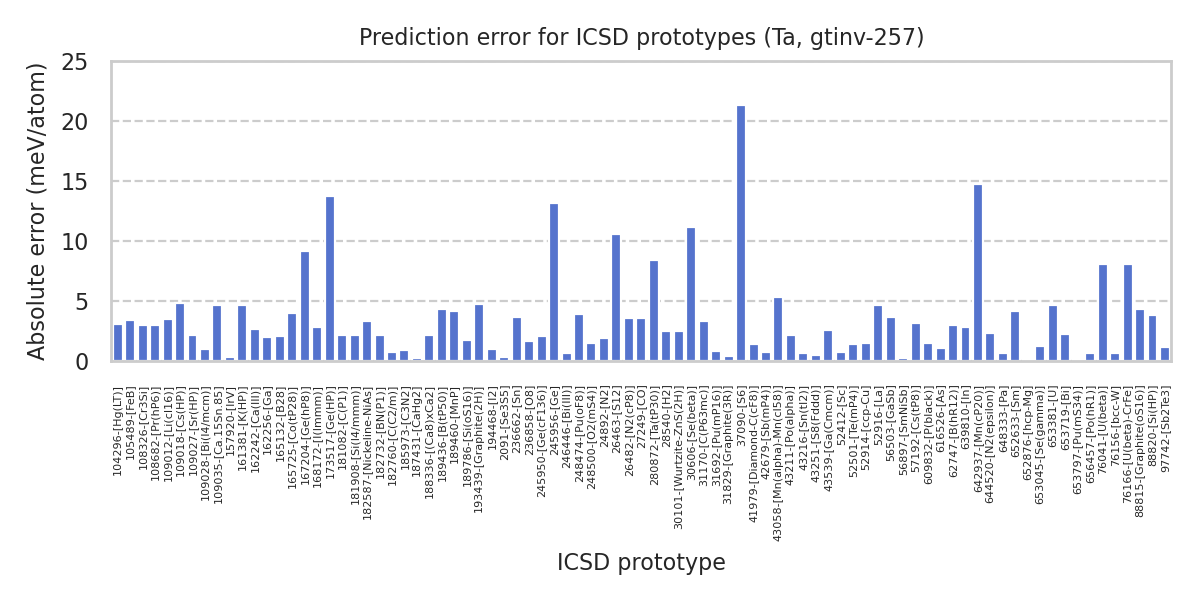 Prediction error for ICSD prototypes (Ta, gtinv-257)
Absolute error (meV/atom)
25
20
15
10
5
0
104296-[Hg(LT)]
105489-[FeB]
108326-[Cr3Si]
108682-[Pr(hP6)]
109012-[Li(cI16)]
109018-[Cs(HP)]
109027-[Sr(HP)]
109028-[Bi(I4/mcm)]
109035-[Ca.15Sn.85]
157920-[IrV]
161381-[K(HP)]
162242-[Ca(III)]
162256-[Ga]
165132-[B28]
165725-[Co(tP28)]
167204-[Ge(hP8)]
168172-[I(Immm)]
173517-[Ge(HP)]
181082-[C(P1)]
181908-[Si(I4/mmm)]
182587-[Nickeline-NiAs]
182732-[BN(P1)]
182760-[C(C2/m)]
185973-[C3N2]
187431-[CaHg2]
188336-[(Ca8)xCa2]
189436-[B(tP50)]
189460-[MnP]
189786-[Si(oS16)]
193439-[Graphite(2H)]
194468-[I2]
2091-[Se3S5]
236662-[Sn]
236858-[O8]
245950-[Ge(cF136)]
245956-[Ge]
246446-[Bi(III)]
248474-[Pu(oF8)]
248500-[O2(mS4)]
24892-[N2]
26463-[S12]
26482-[N2(cP8)]
27249-[CO]
280872-[Ta(tP30)]
28540-[H2]
30101-[Wurtzite-ZnS(2H)]
30606-[Se(beta)]
31170-[C(P63mc)]
31692-[Pu(mP16)]
31829-[Graphite(3R)]
37090-[S6]
41979-[Diamond-C(cF8)]
42679-[Sb(mP4)]
43058-[Mn(alpha)-Mn(cI58)]
43211-[Po(alpha)]
43216-[Sn(tI2)]
43251-[S8(Fddd)]
43539-[Ga(Cmcm)]
52412-[Sc]
52501-[Te(mP4)]
52914-[ccp-Cu]
52916-[La]
56503-[GaSb]
56897-[SmNiSb]
57192-[Cs(tP8)]
609832-[P(black)]
616526-[As]
62747-[B(hR12)]
639810-[In]
642937-[Mn(cP20)]
644520-[N2(epsilon)]
648333-[Pa]
652633-[Sm]
652876-[hcp-Mg]
653045-[Se(gamma)]
653381-[U]
653719-[Bi]
653797-[Pu(mS34)]
656457-[Po(hR1)]
76041-[U(beta)]
76156-[bcc-W]
76166-[U(beta)-CrFe]
88815-[Graphite(oS16)]
88820-[Si(HP)]
97742-[Sb2Te3]
ICSD prototype